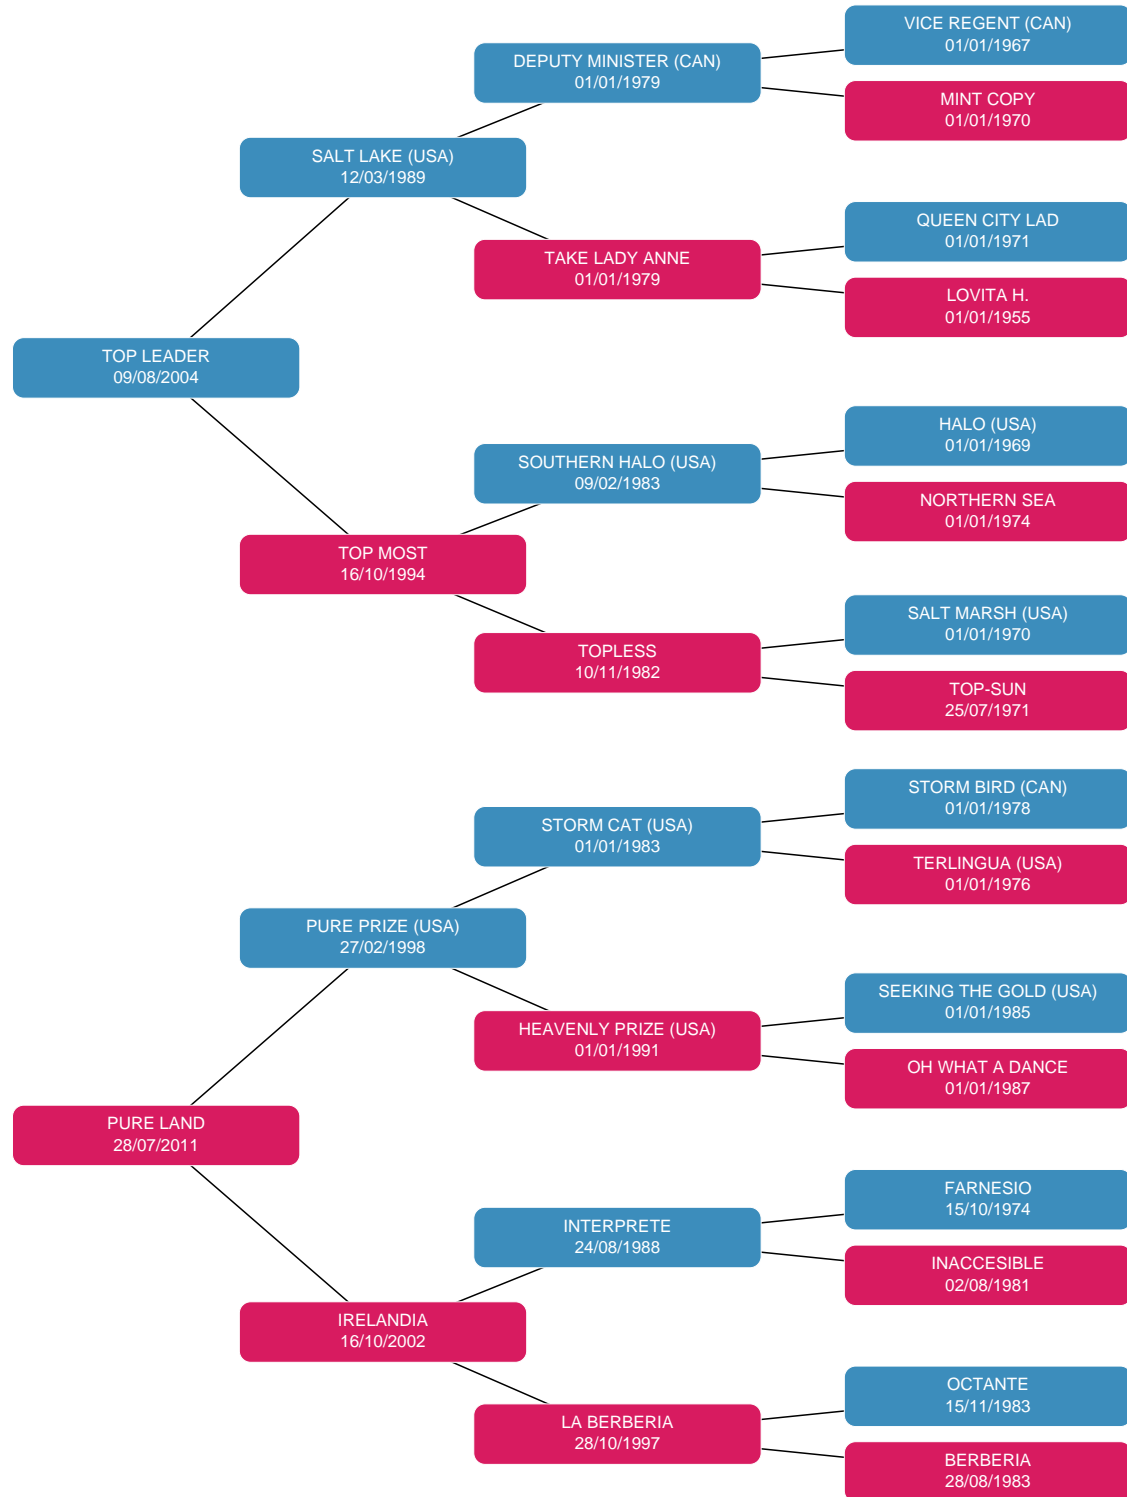 VICE REGENT (CAN)
01/01/1967
DEPUTY MINISTER (CAN)
01/01/1979
MINT COPY
01/01/1970
SALT LAKE (USA)
12/03/1989
QUEEN CITY LAD
01/01/1971
TAKE LADY ANNE
01/01/1979
LOVITA H.
01/01/1955
TOP LEADER
09/08/2004
HALO (USA)
01/01/1969
SOUTHERN HALO (USA)
09/02/1983
NORTHERN SEA
01/01/1974
TOP MOST
16/10/1994
SALT MARSH (USA)
01/01/1970
TOPLESS
10/11/1982
TOP-SUN
25/07/1971
STORM BIRD (CAN)
01/01/1978
STORM CAT (USA)
01/01/1983
TERLINGUA (USA)
01/01/1976
PURE PRIZE (USA)
27/02/1998
SEEKING THE GOLD (USA)
01/01/1985
HEAVENLY PRIZE (USA)
01/01/1991
OH WHAT A DANCE
01/01/1987
PURE LAND
28/07/2011
FARNESIO
15/10/1974
INTERPRETE
24/08/1988
INACCESIBLE
02/08/1981
IRELANDIA
16/10/2002
OCTANTE
15/11/1983
LA BERBERIA
28/10/1997
BERBERIA
28/08/1983